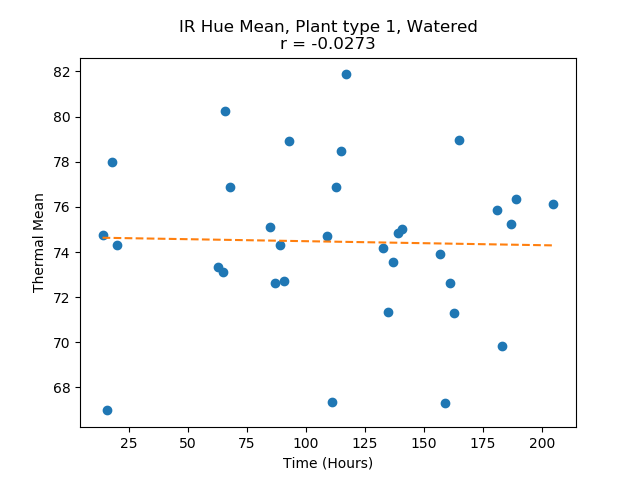 IR Hue Mean, Plant type 1, Watered
r = -0.0273
82
80
78
76
74
72
70
68
Thermal Mean
25 50 75 100 125 150 175 200
Time (Hours)